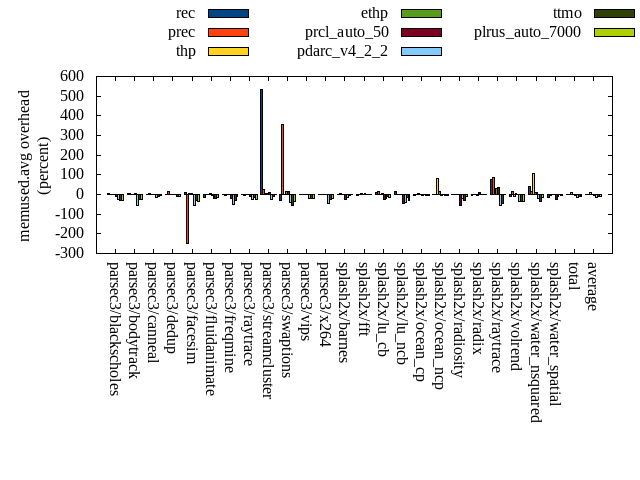 rec ethp ttmo
prec prcl_auto_50 plrus_auto_7000
thp pdarc_v4_2_2
memused.avg overhead
(percent)
600
500
400
300
200
100
0
-100
-200
-300
parsec3/blackscholes
parsec3/bodytrack
parsec3/canneal
parsec3/dedup
parsec3/facesim
parsec3/fluidanimate
parsec3/freqmine
parsec3/raytrace
parsec3/streamcluster
parsec3/swaptions
parsec3/vips
parsec3/x264
splash2x/barnes
splash2x/fft
splash2x/lu_cb
splash2x/lu_ncb
splash2x/ocean_cp
splash2x/ocean_ncp
splash2x/radiosity
splash2x/radix
splash2x/raytrace
splash2x/volrend
splash2x/water_nsquared
splash2x/water_spatial
total
average